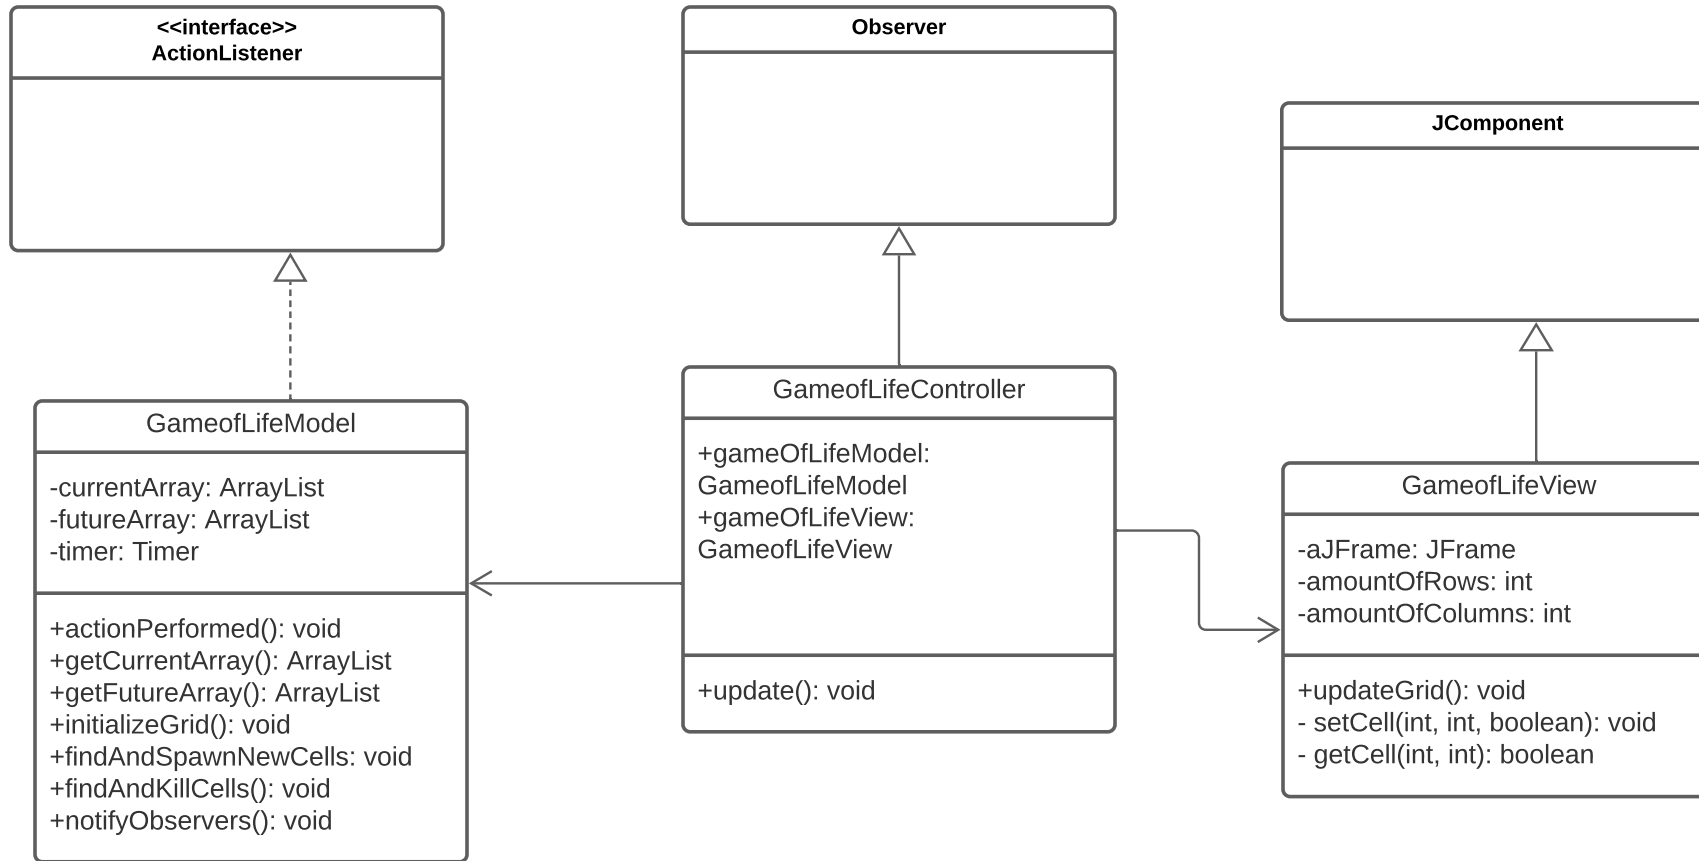 <<interface>>
ActionListener
Observer
JComponent
GameofLifeModel
-currentArray: ArrayList
-futureArray: ArrayList
-timer: Timer
+actionPerformed(): void
+getCurrentArray(): ArrayList
+getFutureArray(): ArrayList
+initializeGrid(): void
+findAndSpawnNewCells: void
+findAndKillCells(): void
+notifyObservers(): void
GameofLifeController
+gameOfLifeModel:
GameofLifeModel
+gameOfLifeView:
GameofLifeView
+update(): void
GameofLifeView
-aJFrame: JFrame
-amountOfRows: int
-amountOfColumns: int
+updateGrid(): void
- setCell(int, int, boolean): void
- getCell(int, int): boolean